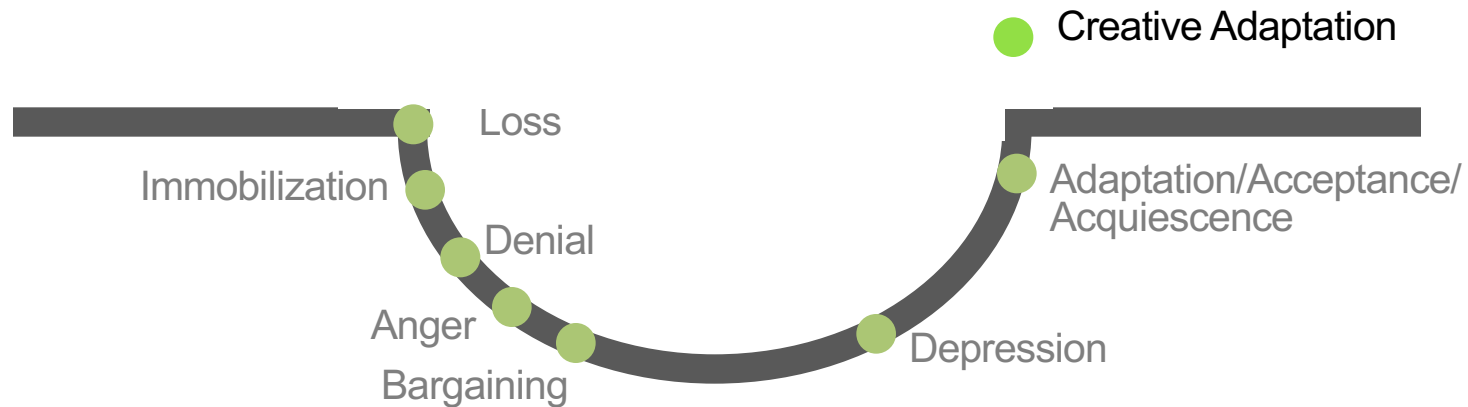 Creative Adaptation
Loss
Immobilization
Adaptation/Acceptance/
Acquiescence
Denial
Anger
Depression
Bargaining